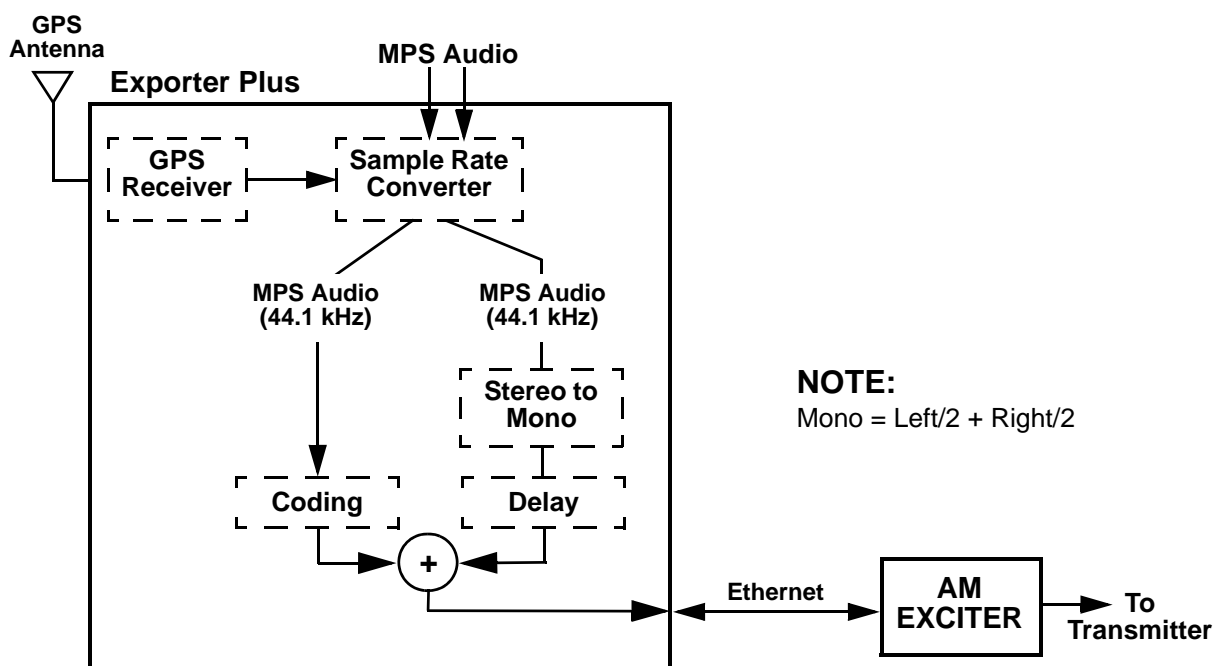 GPS
Antenna
MPS Audio
Exporter Plus
GPS
Receiver
Sample Rate
Converter
MPS Audio
(44.1 kHz)
MPS Audio
(44.1 kHz)
Stereo to
Mono
NOTE:
Mono = Left/2 + Right/2
Coding
Delay
+
Ethernet
AM
EXCITER
To
Transmitter